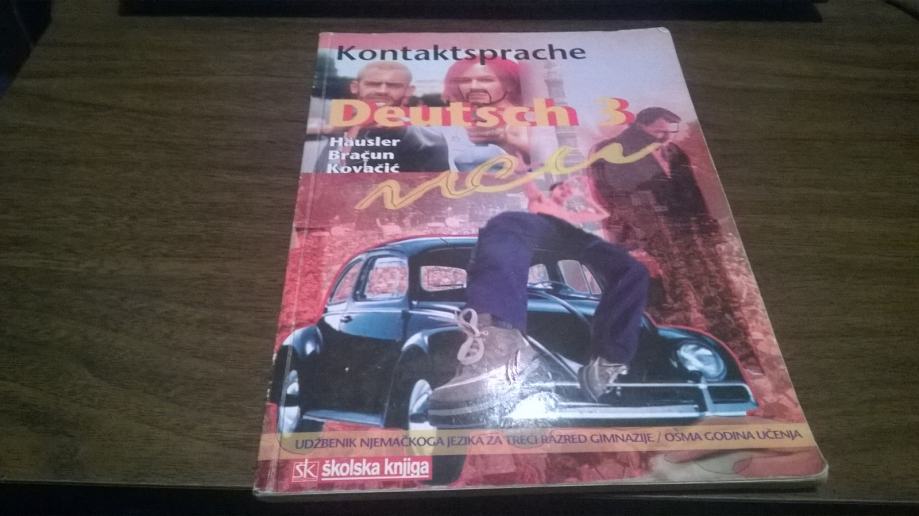 Kontaktsprache
Deutsch 3
neu
Häusler
Bračun
Kovačić
UDŽBENIK NJEMAČKOGA JEZIKA ZA TREĆI RAZRED GIMNAZIJE / OSMA GODINA UČENJA
šk školska knjiga